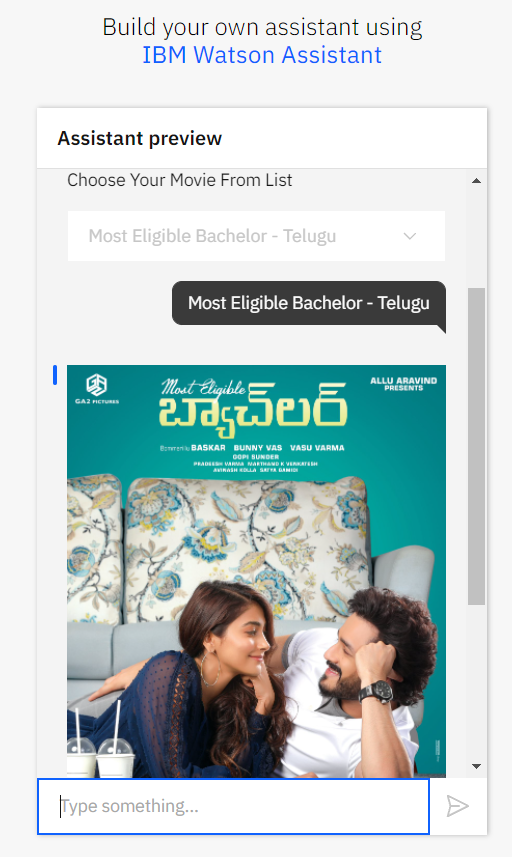 Build your own assistant using
IBM Watson Assistant
Assistant preview
Choose Your Movie From List
Most Eligible Bachelor - Telugu
Most Eligible Bachelor - Telugu
GA2 PICTURES
Most Eligible
బ్యాచ్‌లర్
ALLU ARAVIND
PRESENTS
Bommarillu BASKAR BUNNY VAS VASU VARMA
GOPI SUNDER
PRADEESH VARMA MARTHAND K VENKATESH
AVINASH KOLLA SATYA GAMIDI
Type something...